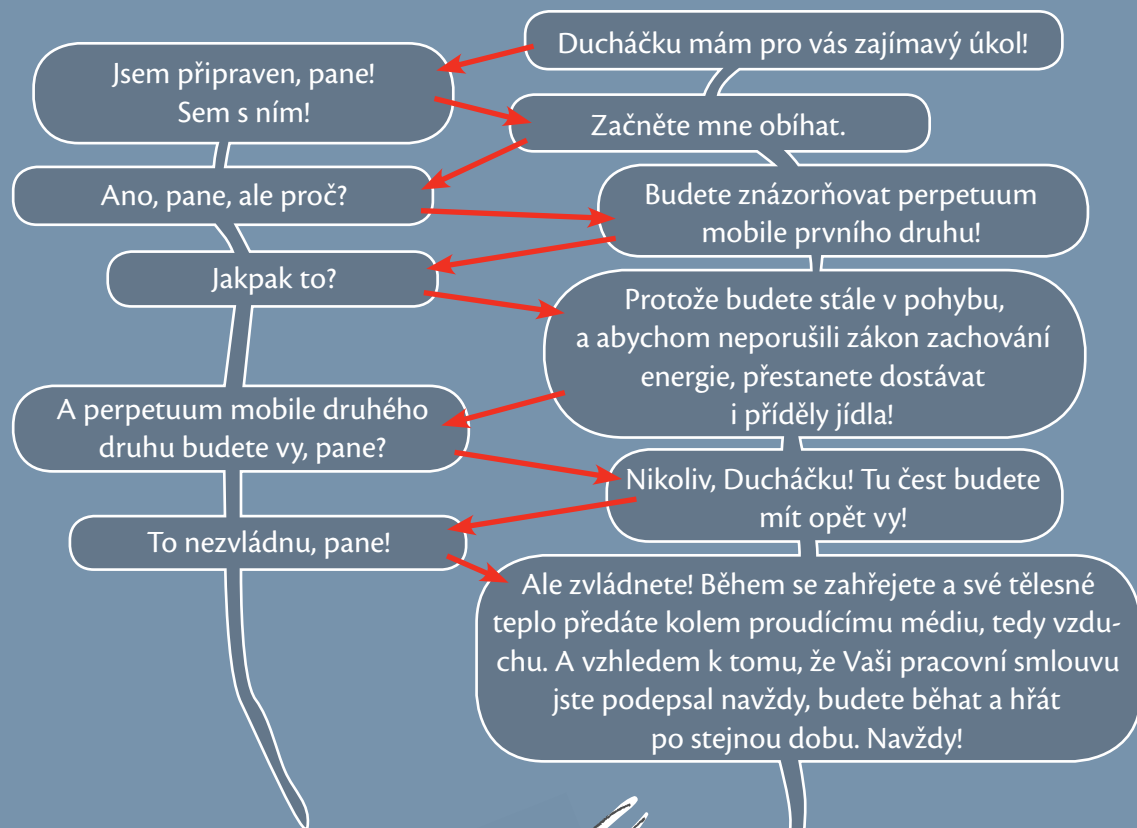 Ducháčku mám pro vás zajímavý úkol!
Jsem připraven, pane!
Sem s ním!
Začněte mne obíhat.
Ano, pane, ale proč?
Budete znázorňovat perpetuum
mobile prvního druhu!
Jakpak to?
Protože budete stále v pohybu,
a abychom neporušili zákon zachování
energie, přestanete dostávat
i příděly jídla!
A perpetuum mobile druhého
druhu budete vy, pane?
Nikoliv, Ducháčku! Tu čest budete
mít opět vy!
To nezvládnu, pane!
Ale zvládnete! Během se zahřejete a své tělesné
teplo předáte kolem proudícímu médiu, tedy vzdu-
chu. A vzhledem k tomu, že Vaši pracovní smlouvu
jste podepsal navždy, budete běhat a hřát
po stejnou dobu. Navždy!